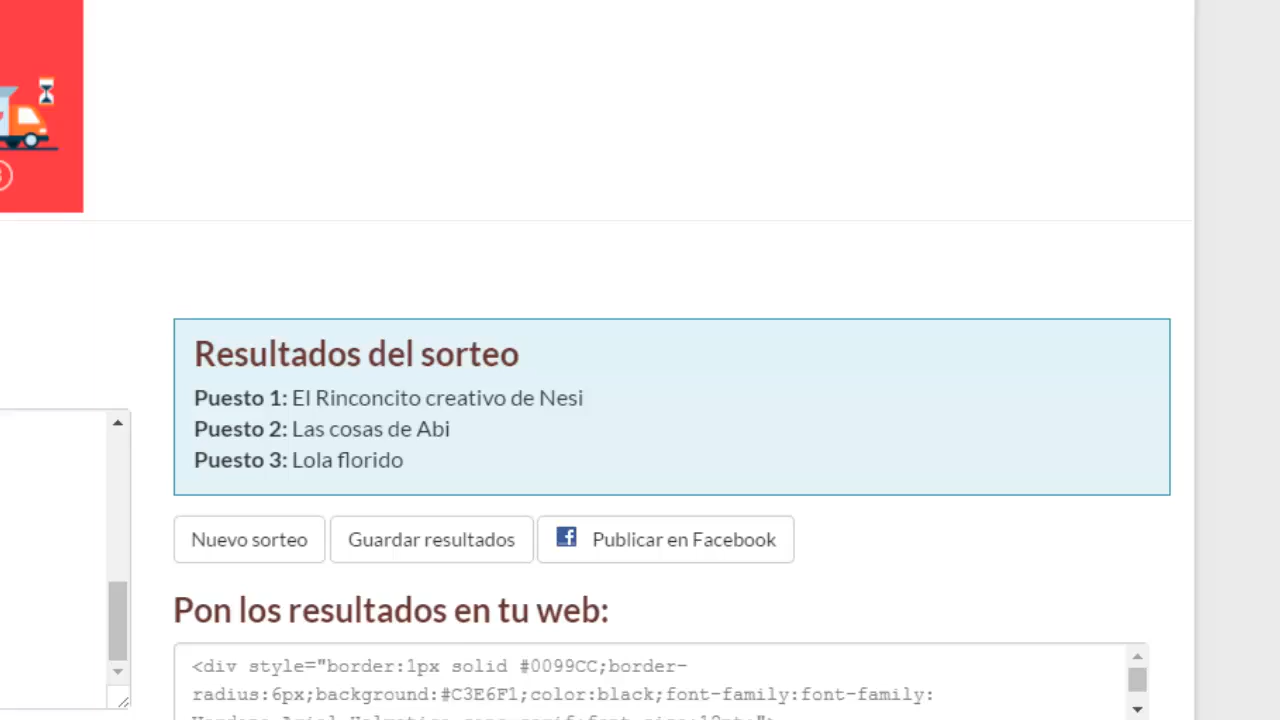 Resultados del sorteo
Puesto 1: El Rinconcito creativo de Nesi
Puesto 2: Las cosas de Abi
Puesto 3: Lola florido
Nuevo sorteo Guardar resultados Publicar en Facebook
Pon los resultados en tu web:
<div style="border:1px solid #0099CC;border-
radius:6px;background:#C3E6F1;color:black;font-family:font-family: